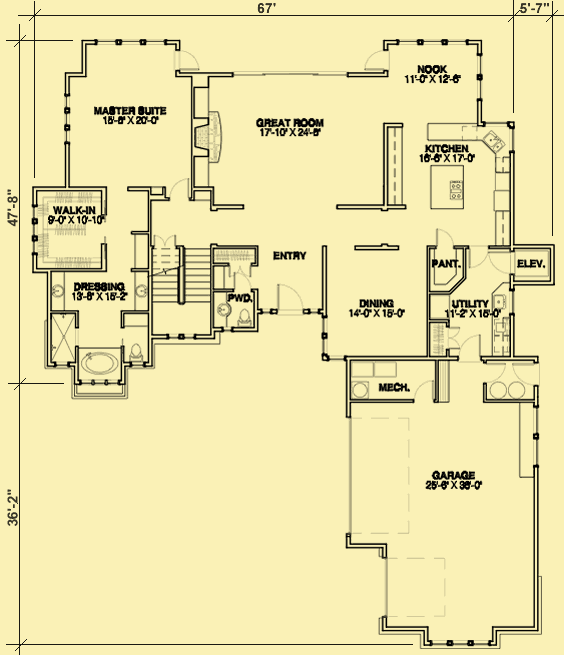 67'
5'-7"
NOOK
11'-0" X 12'-6"
MASTER SUITE
15'-6" X 20'-0"
GREAT ROOM
17'-10" X 24'-6"
KITCHEN
16'-6" X 17'-0"
47'-8"
WALK-IN
9'-0" X 10'-10"
ENTRY
PANT.
ELEV.
DRESSING
13'-6" X 15'-2"
PWD.
DINING
14'-0" X 15'-0"
UTILITY
11'-2" X 15'-0"
MECH.
GARAGE
25'-6" X 36'-0"
36'-2"